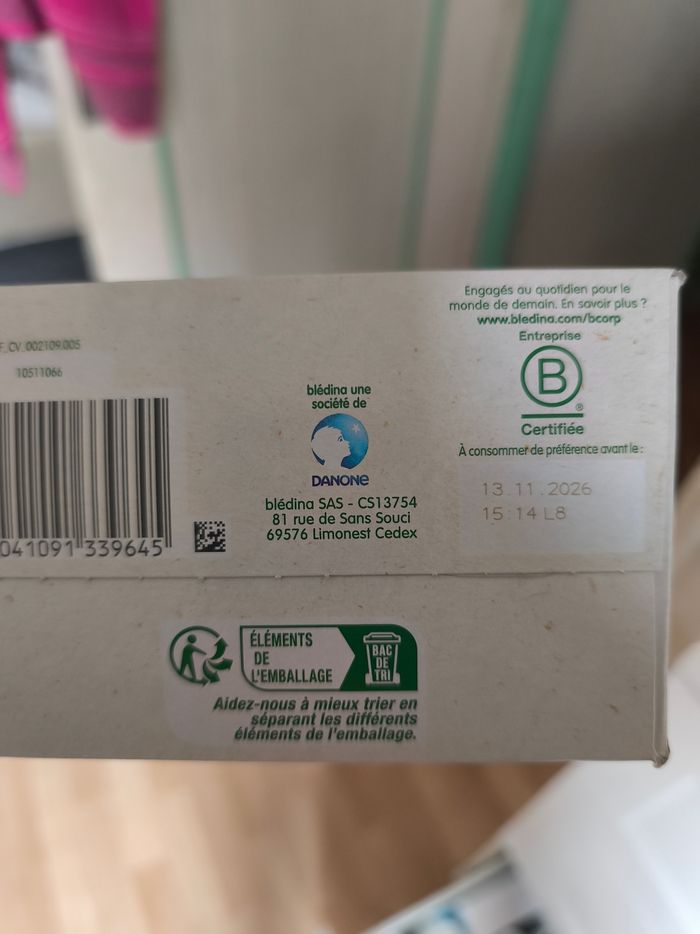 Engagés au quotidien pour le
monde de demain. En savoir plus ?
www.bledina.com/bcorp
Entreprise
B
®
Certifiée
À consommer de préférence avant le :
13.11.2026
15:14 L8
F_CV_002109.005
10511066
041091 339645
blédina une
société de
DANONE
blédina SAS - CS13754
81 rue de Sans Souci
69576 Limonest Cedex
ÉLÉMENTS
DE
L'EMBALLAGE
BAC
DE
TRI
Aidez-nous à mieux trier en
séparant les différents
éléments de l'emballage.